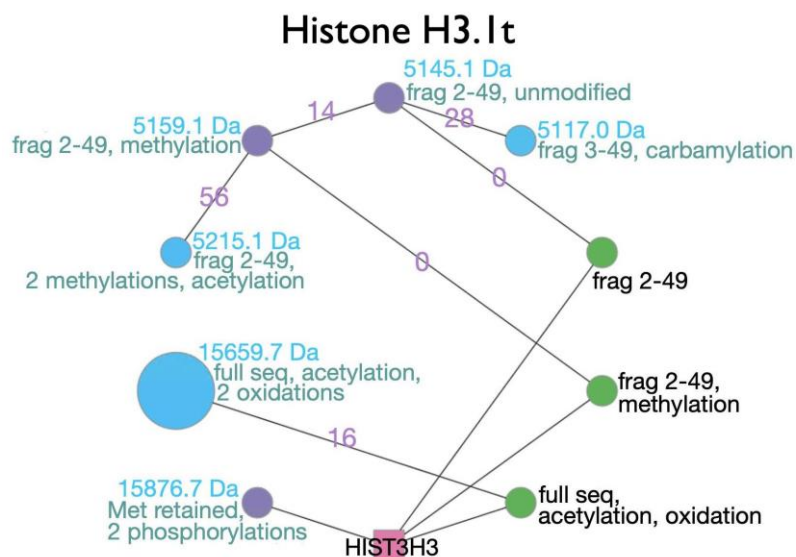 Histone H3.1t
5145.1 Da
frag 2-49, unmodified
14
28
5159.1 Da
frag 2-49, methylation
5117.0 Da
frag 3-49, carbamylation
0
56
5215.1 Da
frag 2-49,
2 methylations, acetylation
0
frag 2-49
15659.7 Da
full seq, acetylation,
2 oxidations
frag 2-49,
methylation
16
15876.7 Da
Met retained,
2 phosphorylations
full seq,
acetylation, oxidation
HIST3H3